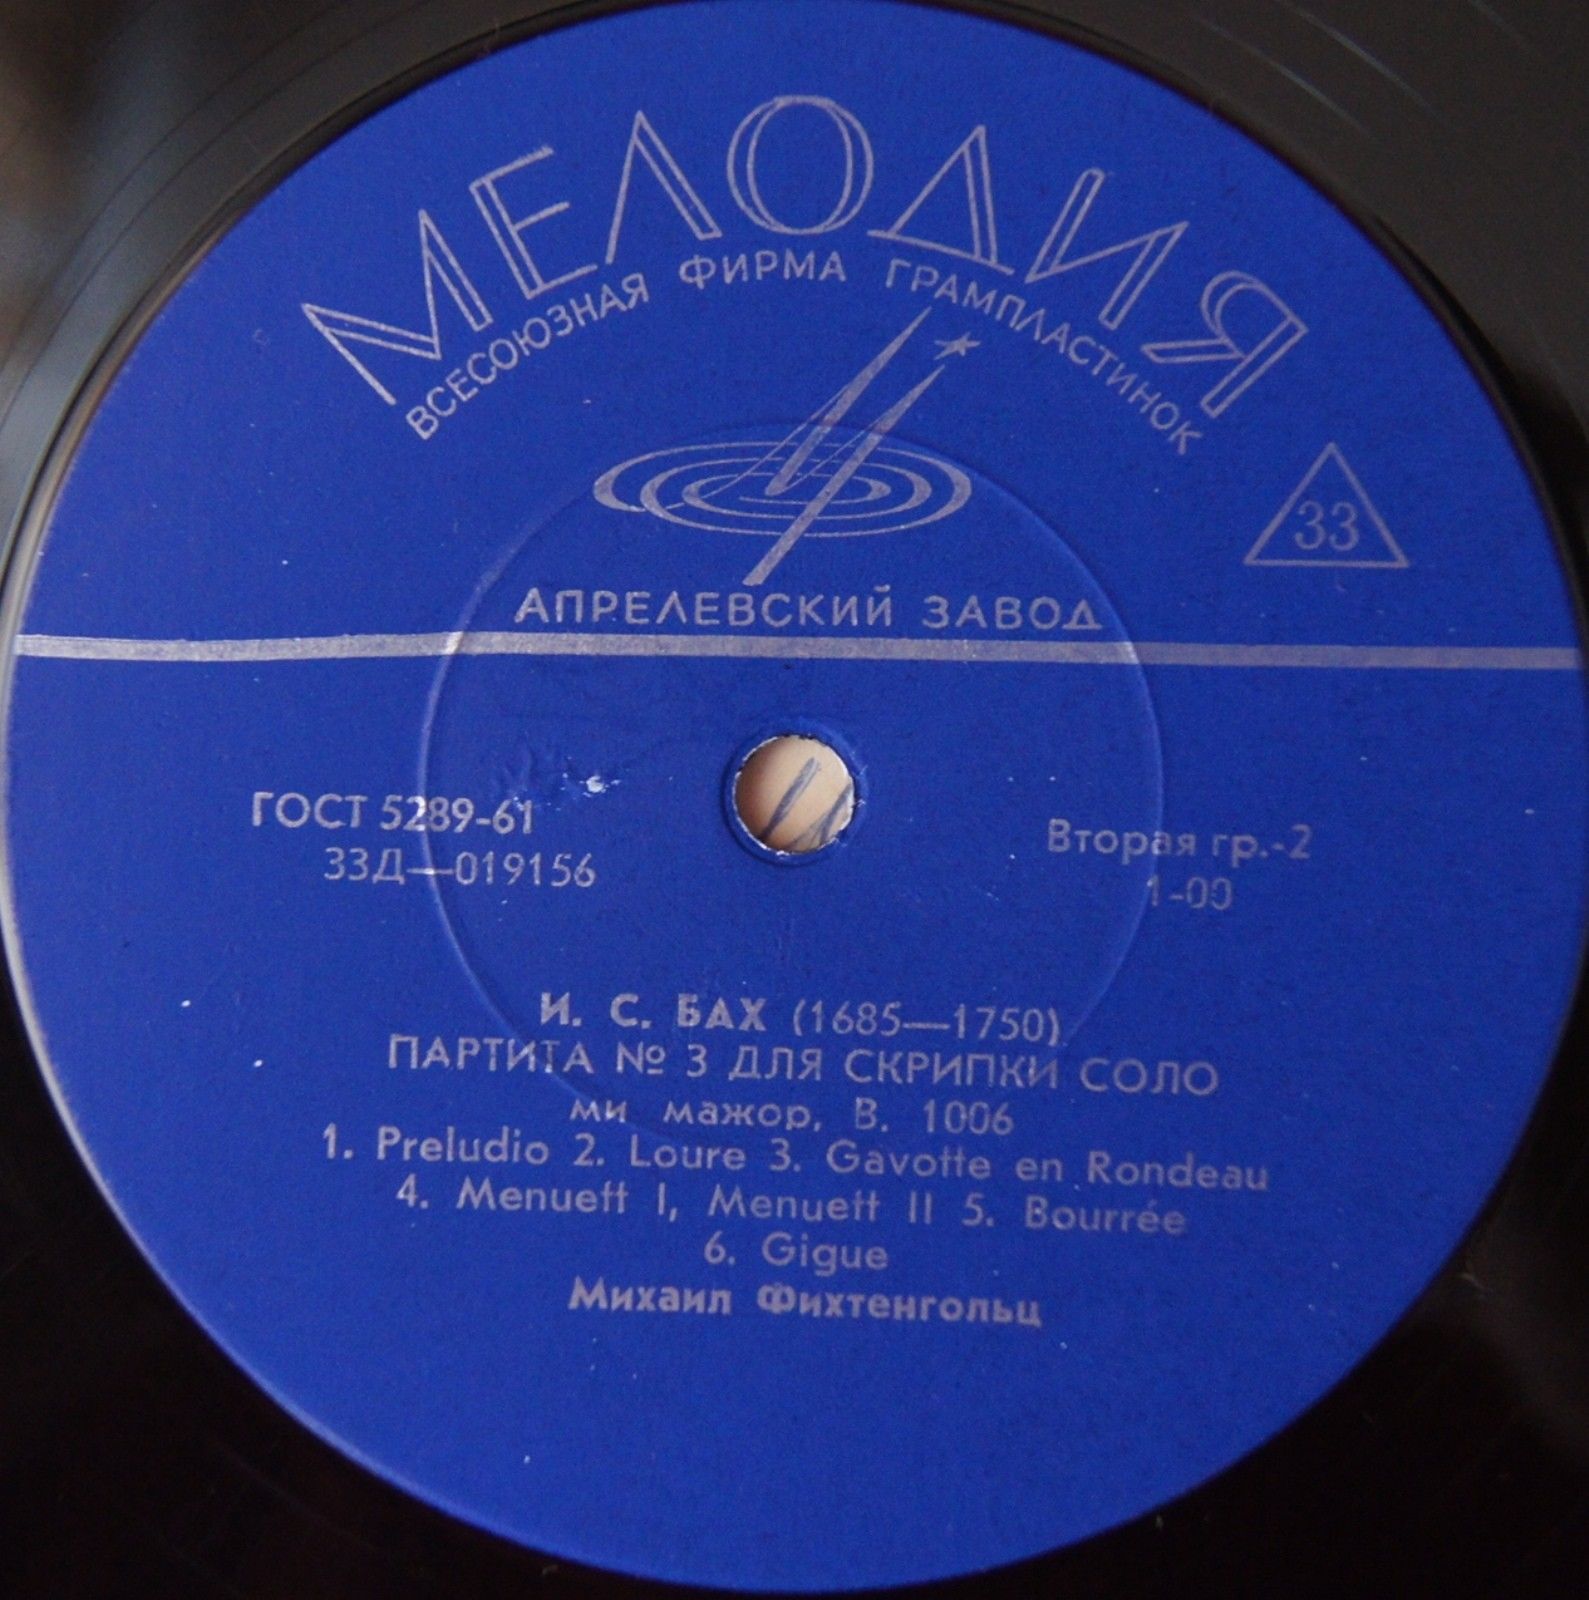 МЕЛОДИЯ
ВСЕСОЮЗНАЯ ФИРМА ГРАМПЛАСТИНОК
33
АПРЕЛЕВСКИЙ ЗАВОД
ГОСТ 5289-61
33Д—019156
Вторая гр.-2
1-00
И. С. БАХ (1685—1750)
ПАРТИТА № 3 ДЛЯ СКРИПКИ СОЛО
ми мажор, В. 1006
1. Preludio 2. Loure 3. Gavotte en Rondeau
4. Menuett I, Menuett II 5. Bourrée
6. Gigue
Михаил Фихтенгольц